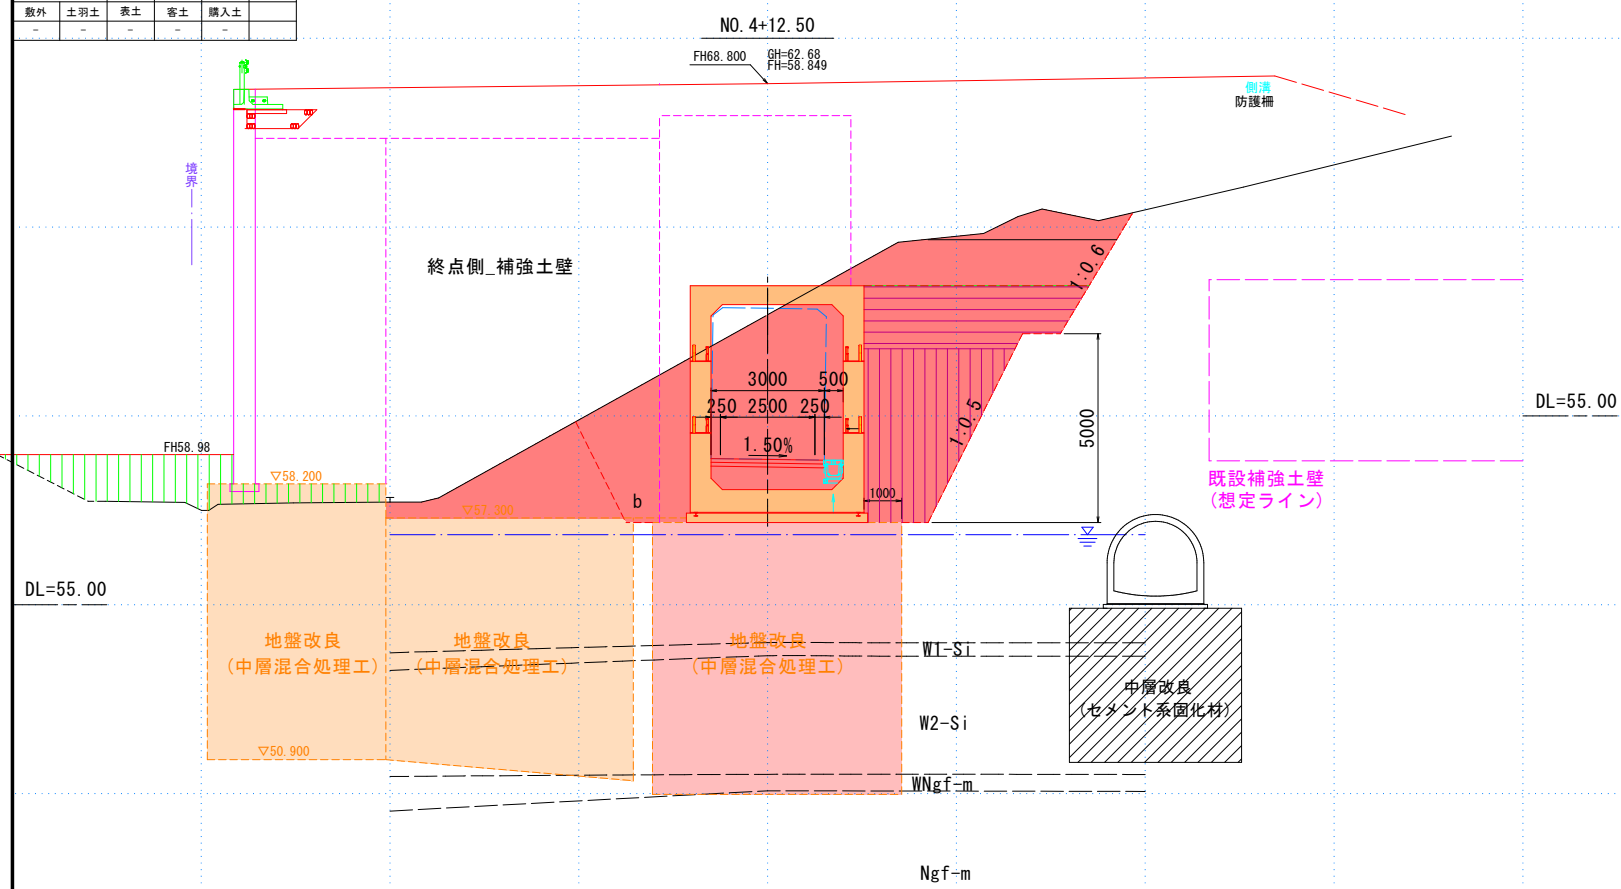 敷外 土羽土 表土 客土 購入土
- - - - -
NO.4+12.50
FH68.800
GH=62.68
FH=58.849
側溝
防護柵
境界
終点側_補強土壁
1:0.6
3000 500
250 2500 250
1.50%
1:0.5
5000
DL=55.00
FH58.98
▽58.200
既設補強土壁
(想定ライン)
1000
b
▽57.300
DL=55.00
地盤改良
(中層混合処理工)
地盤改良
(中層混合処理工)
地盤改良
(中層混合処理工)
W1-Si
中層改良
(セメント系固化材)
W2-Si
▽50.900
WNgf-m
Ngf-m